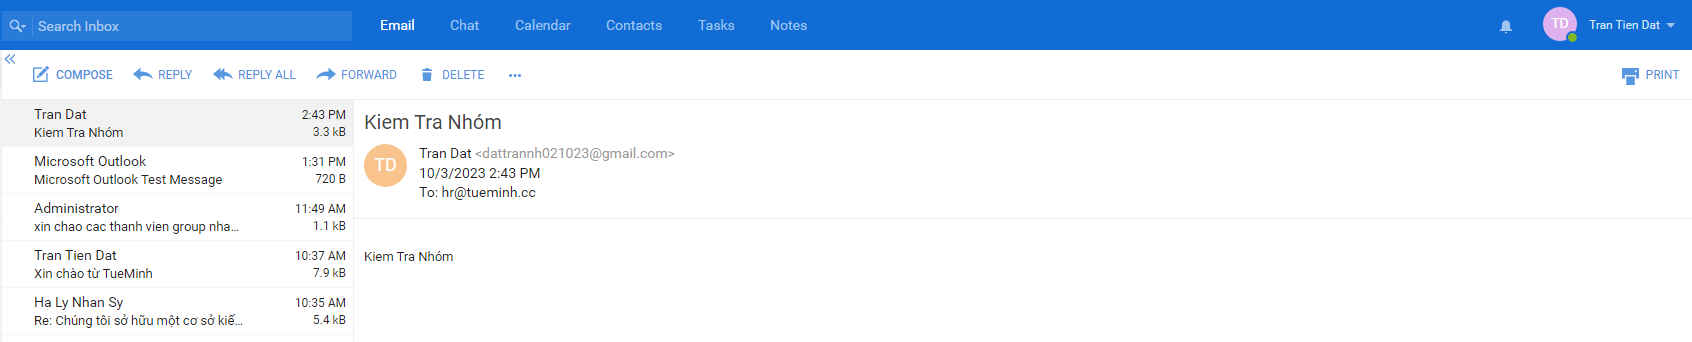 Search Inbox
Email Chat Calendar Contacts Tasks Notes
TD Tran Tien Dat
COMPOSE REPLY REPLY ALL FORWARD DELETE ... PRINT
Tran Dat 2:43 PM
Kiem Tra Nhóm 3.3 kB
Microsoft Outlook 1:31 PM
Microsoft Outlook Test Message 720 B
Administrator 11:49 AM
xin chao cac thanh vien group nha... 1.1 kB
Tran Tien Dat 10:37 AM
Xin chào từ TueMinh 7.9 kB
Ha Ly Nhan Sy 10:35 AM
Re: Chúng tôi sở hữu một cơ sở kiế... 5.4 kB
Kiem Tra Nhóm
TD
Tran Dat <dattrannh021023@gmail.com>
10/3/2023 2:43 PM
To: hr@tueminh.cc
Kiem Tra Nhóm